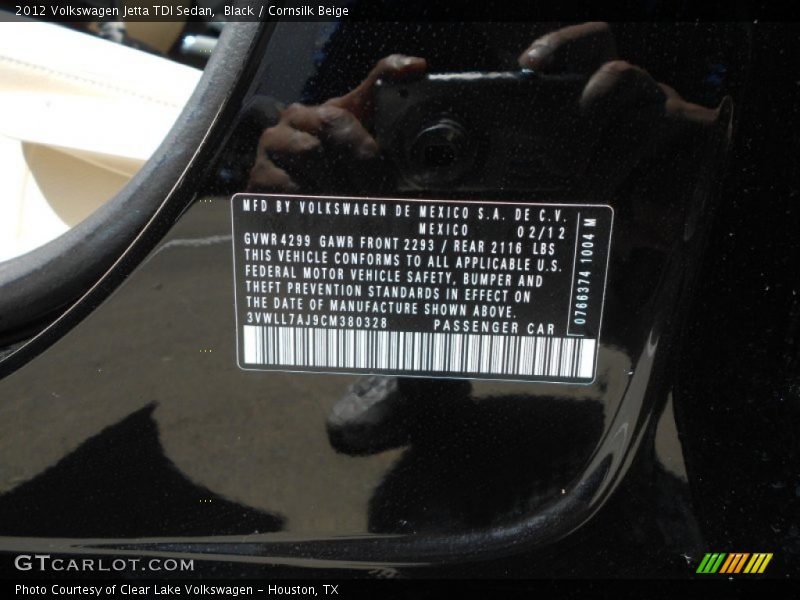 2012 Volkswagen Jetta TDI Sedan,  Black / Cornsilk Beige
MFD BY VOLKSWAGEN DE MEXICO S.A. DE C.V.
MEXICO 02/12
GVWR 4299 GAWR FRONT 2293 / REAR 2116 LBS
THIS VEHICLE CONFORMS TO ALL APPLICABLE U.S.
FEDERAL MOTOR VEHICLE SAFETY, BUMPER AND
THEFT PREVENTION STANDARDS IN EFFECT ON
THE DATE OF MANUFACTURE SHOWN ABOVE.
3VWLL7AJ9CM380328 PASSENGER CAR
0766374 1004 M
GTCARLOT.COM
Photo Courtesy of Clear Lake Volkswagen - Houston, TX